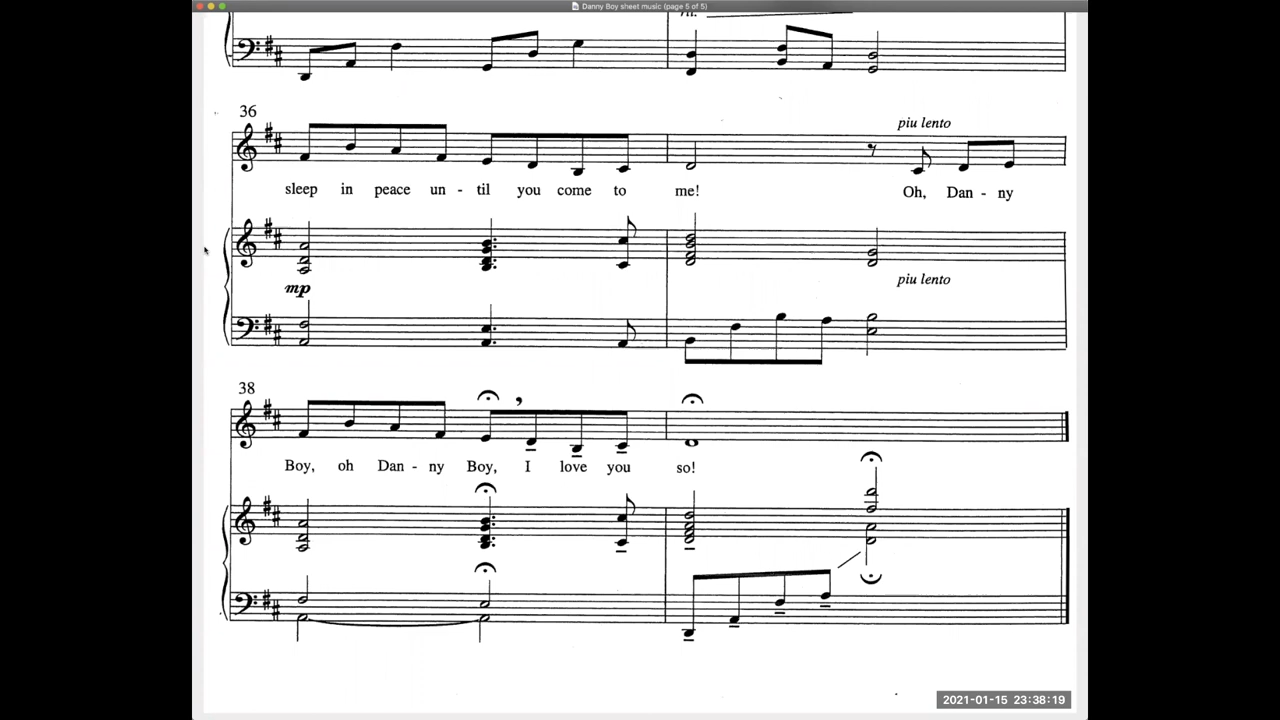 Danny Boy sheet music (page 5 of 5)
36
piu lento
sleep in peace un - til you come to me! Oh, Dan - ny
mp
piu lento
38
Boy, oh Dan - ny Boy, I love you so!
2021-01-15 23:38:19